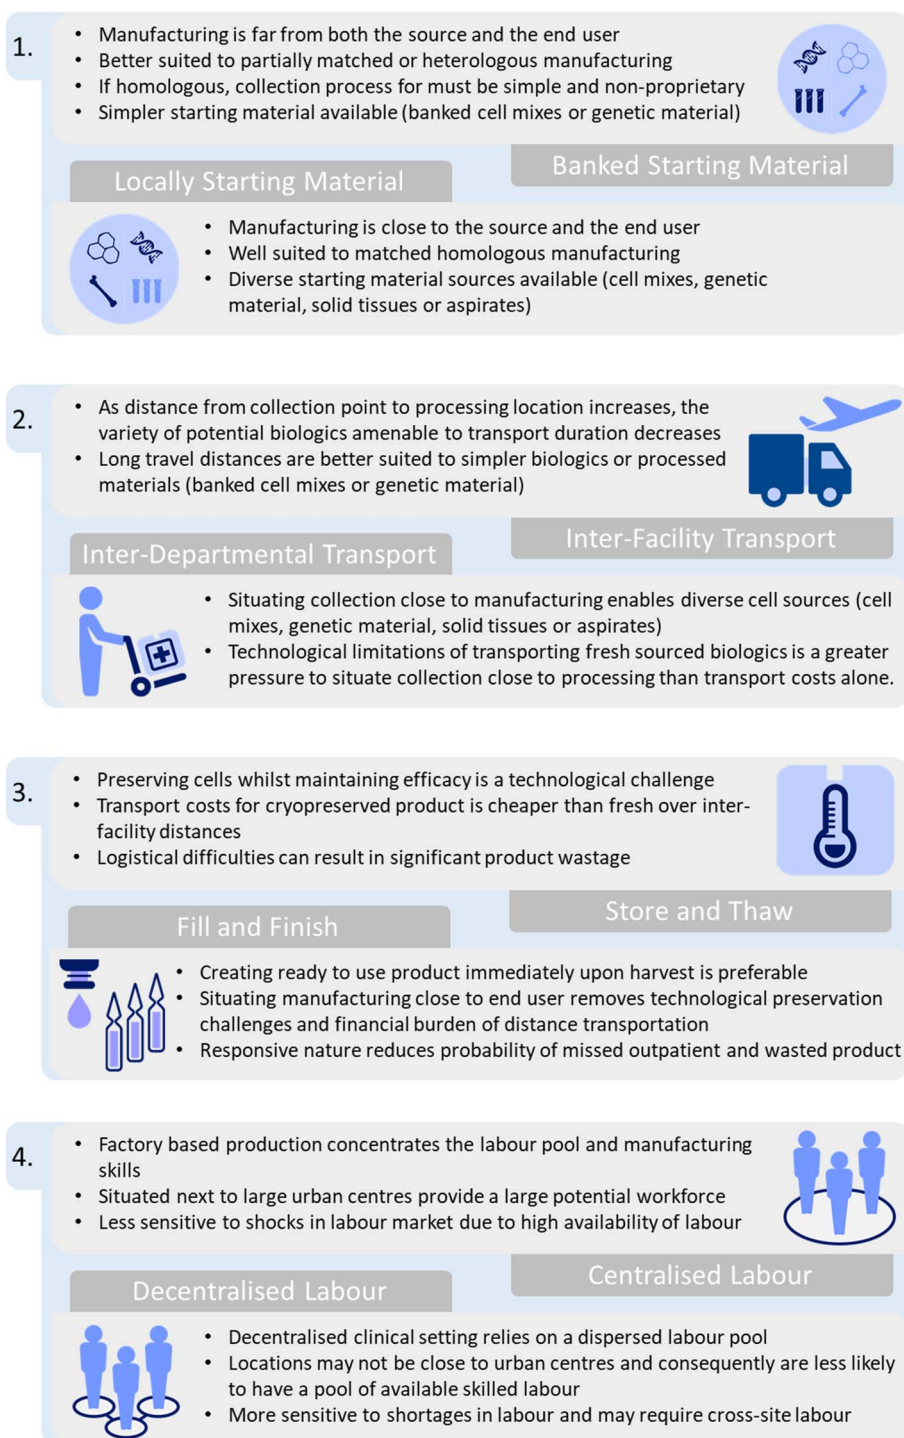 1.
• Manufacturing is far from both the source and the end user
• Better suited to partially matched or heterologous manufacturing
• If homologous, collection process for must be simple and non-proprietary
• Simpler starting material available (banked cell mixes or genetic material)
Banked Starting Material
Locally Starting Material
• Manufacturing is close to the source and the end user
• Well suited to matched homologous manufacturing
• Diverse starting material sources available (cell mixes, genetic
material, solid tissues or aspirates)
2.
• As distance from collection point to processing location increases, the
variety of potential biologics amenable to transport duration decreases
• Long travel distances are better suited to simpler biologics or processed
materials (banked cell mixes or genetic material)
Inter-Facility Transport
Inter-Departmental Transport
• Situating collection close to manufacturing enables diverse cell sources (cell
mixes, genetic material, solid tissues or aspirates)
• Technological limitations of transporting fresh sourced biologics is a greater
pressure to situate collection close to processing than transport costs alone.
3.
• Preserving cells whilst maintaining efficacy is a technological challenge
• Transport costs for cryopreserved product is cheaper than fresh over inter-
facility distances
• Logistical difficulties can result in significant product wastage
Store and Thaw
Fill and Finish
• Creating ready to use product immediately upon harvest is preferable
• Situating manufacturing close to end user removes technological preservation
challenges and financial burden of distance transportation
• Responsive nature reduces probability of missed outpatient and wasted product
4.
• Factory based production concentrates the labour pool and manufacturing
skills
• Situated next to large urban centres provide a large potential workforce
• Less sensitive to shocks in labour market due to high availability of labour
Centralised Labour
Decentralised Labour
• Decentralised clinical setting relies on a dispersed labour pool
• Locations may not be close to urban centres and consequently are less likely
to have a pool of available skilled labour
• More sensitive to shortages in labour and may require cross-site labour